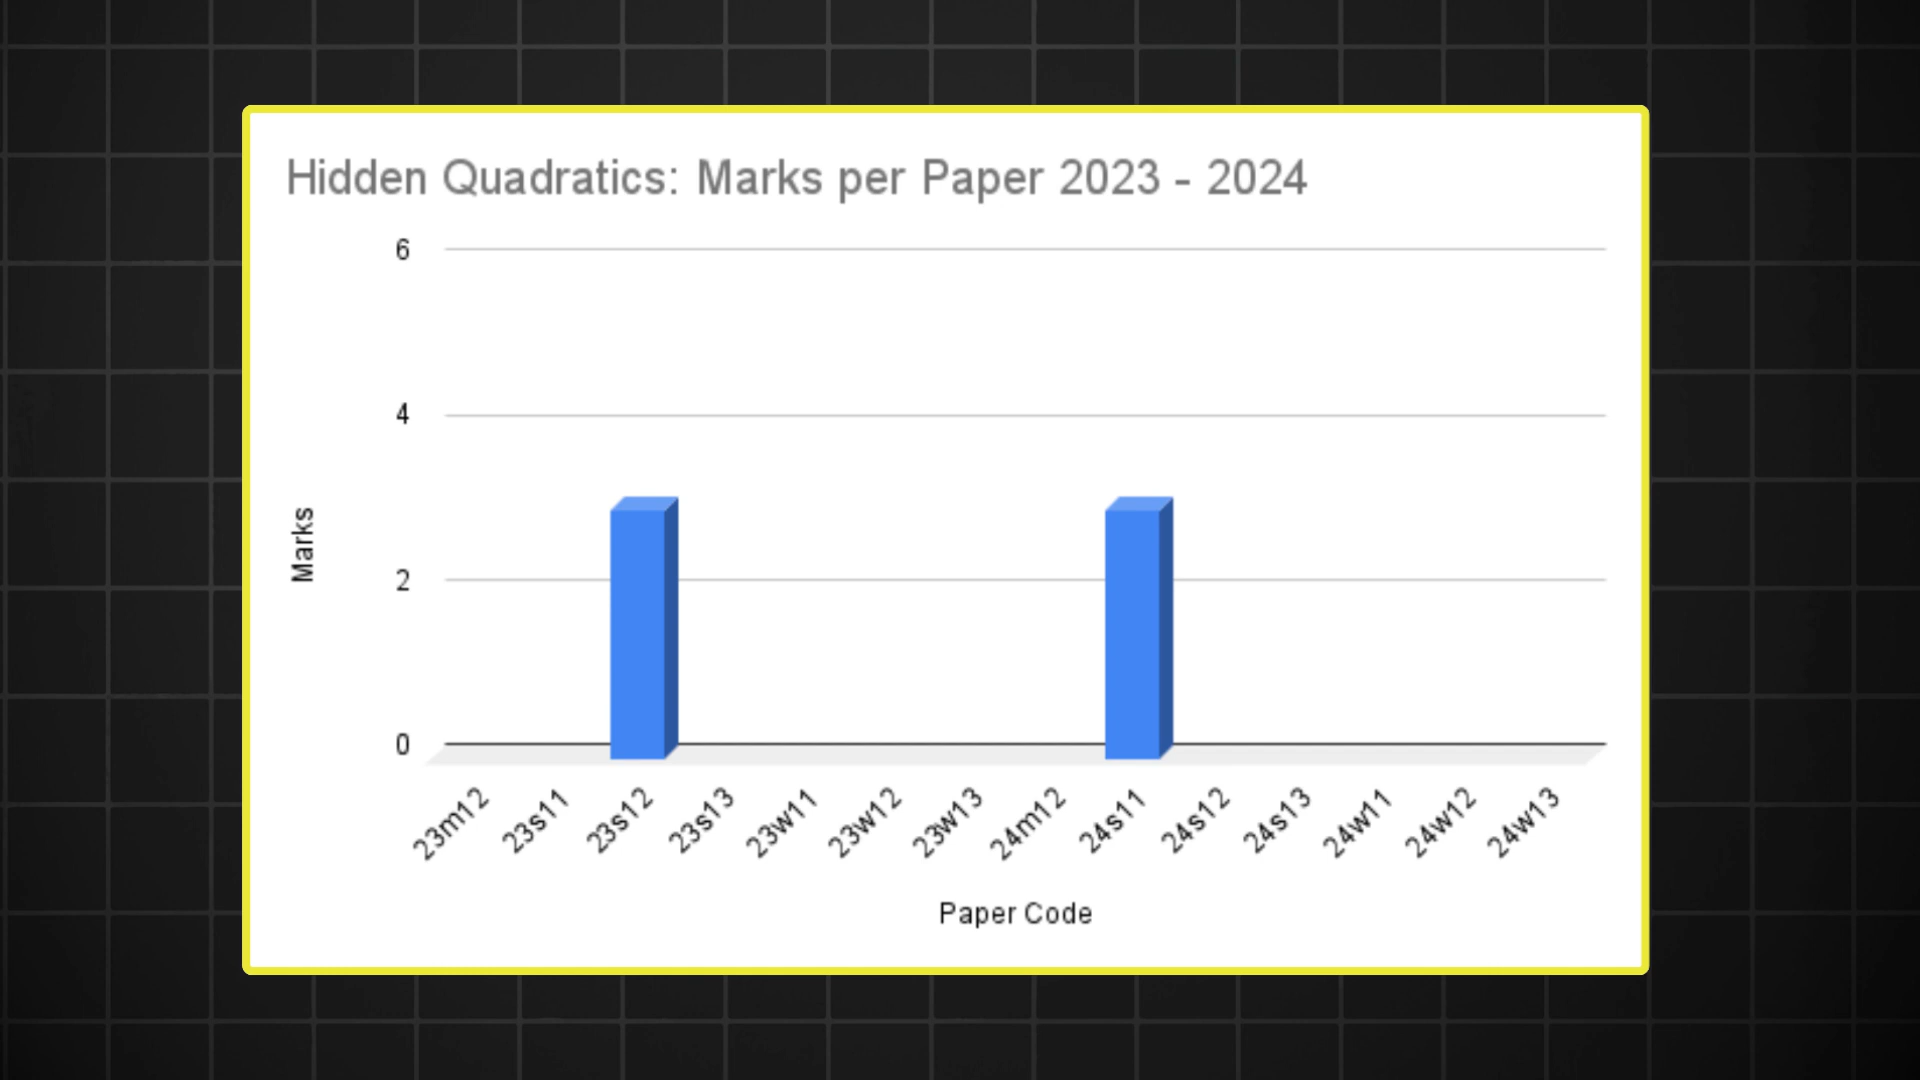 Hidden Quadratics: Marks per Paper 2023 - 2024
6
4
2
0
Marks
23m12
23s11
23s12
23s13
23w11
23w12
23w13
24m12
24s11
24s12
24s13
24w11
24w12
24w13
Paper Code